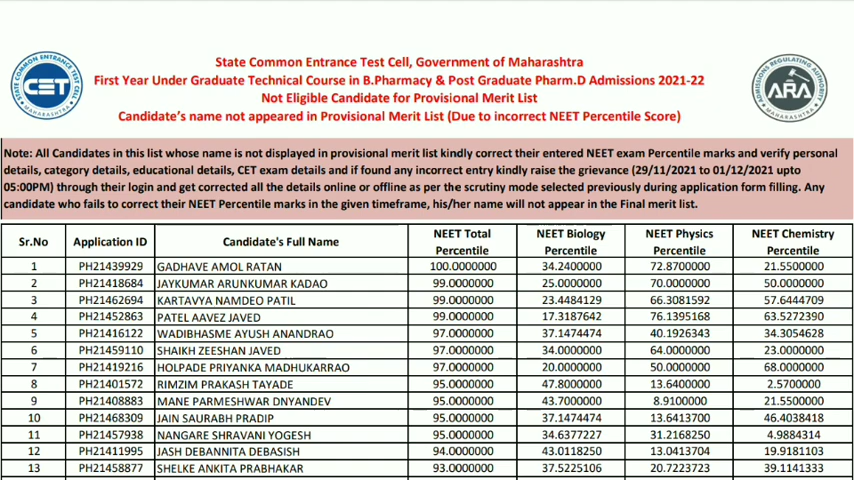 State Common Entrance Test Cell, Government of Maharashtra
First Year Under Graduate Technical Course in B.Pharmacy & Post Graduate Pharm.D Admissions 2021-22
Not Eligible Candidate for Provisional Merit List
Candidate's name not appeared in Provisional Merit List (Due to incorrect NEET Percentile Score)
STATE COMMON ENTRANCE TEST CELL
CET
MAHARASHTRA
ADMISSIONS REGULATING AUTHORITY
ARA
MAHARASHTRA
Note: All Candidates in this list whose name is not displayed in provisional merit list kindly correct their entered NEET exam Percentile marks and verify personal
details, category details, educational details, CET exam details and if found any incorrect entry kindly raise the grievance (29/11/2021 to 01/12/2021 upto
05:00PM) through their login and get corrected all the details online or offline as per the scrutiny mode selected previously during application form filling. Any
candidate who fails to correct their NEET Percentile marks in the given timeframe, his/her name will not appear in the Final merit list.
Sr.No Application ID Candidate's Full Name NEET Total Percentile NEET Biology Percentile NEET Physics Percentile NEET Chemistry Percentile
1 PH21439929 GADHAVE AMOL RATAN 100.0000000 34.2400000 72.8700000 21.5500000
2 PH21418684 JAYKUMAR ARUNKUMAR KADAO 99.0000000 25.0000000 70.0000000 50.0000000
3 PH21462694 KARTAVYA NAMDEO PATIL 99.0000000 23.4484129 66.3081592 57.6444709
4 PH21452863 PATEL AAVEZ JAVED 99.0000000 17.3187642 76.1395168 63.5272390
5 PH21416122 WADIBHASME AYUSH ANANDRAO 97.0000000 37.1474474 40.1926343 34.3054628
6 PH21459110 SHAIKH ZEESHAN JAVED 97.0000000 34.0000000 64.0000000 23.0000000
7 PH21419216 HOLPADE PRIYANKA MADHUKARRAO 97.0000000 20.0000000 50.0000000 68.0000000
8 PH21401572 RIMZIM PRAKASH TAYADE 95.0000000 47.8000000 13.6400000 2.5700000
9 PH21408883 MANE PARMESHWAR DNYANDEV 95.0000000 43.7000000 8.9100000 21.5500000
10 PH21468309 JAIN SAURABH PRADIP 95.0000000 37.1474474 13.6413700 46.4038418
11 PH21457938 NANGARE SHRAVANI YOGESH 95.0000000 34.6377227 31.2168250 4.9884314
12 PH21411995 JASH DEBANNITA DEBASISH 94.0000000 43.0118250 13.0413704 19.9181103
13 PH21458877 SHELKE ANKITA PRABHAKAR 93.0000000 37.5225106 20.7223723 39.1141333